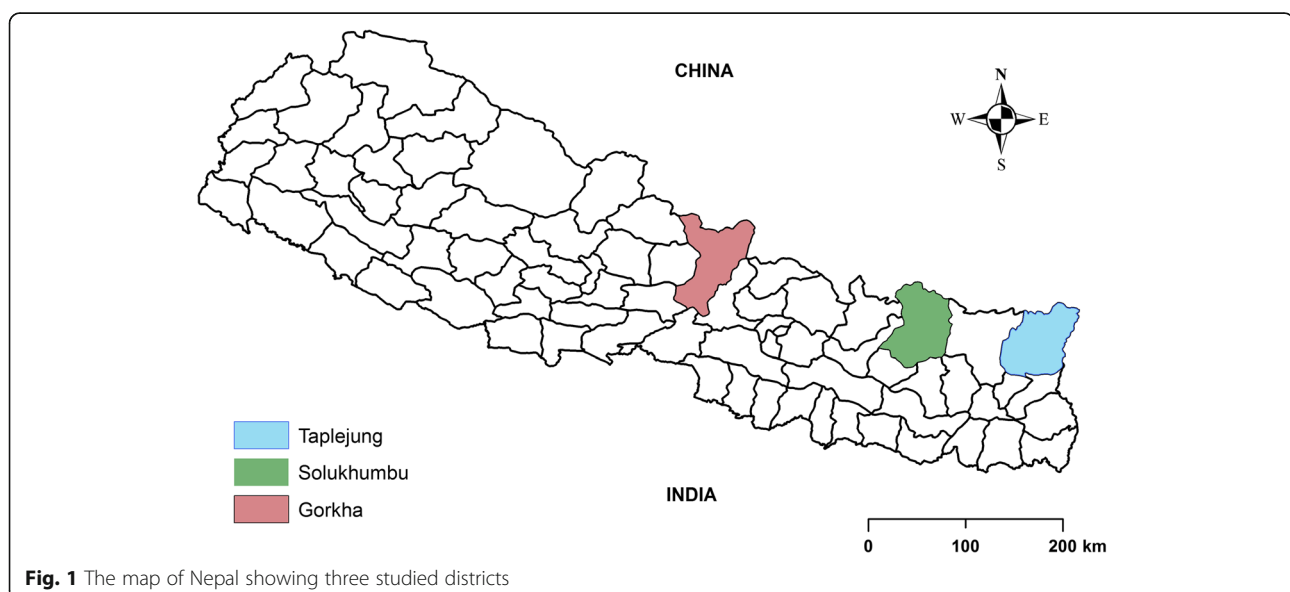 CHINA
N
W E
S
Taplejung
Solukhumbu
Gorkha
INDIA
0 100 200 km
Fig. 1 The map of Nepal showing three studied districts